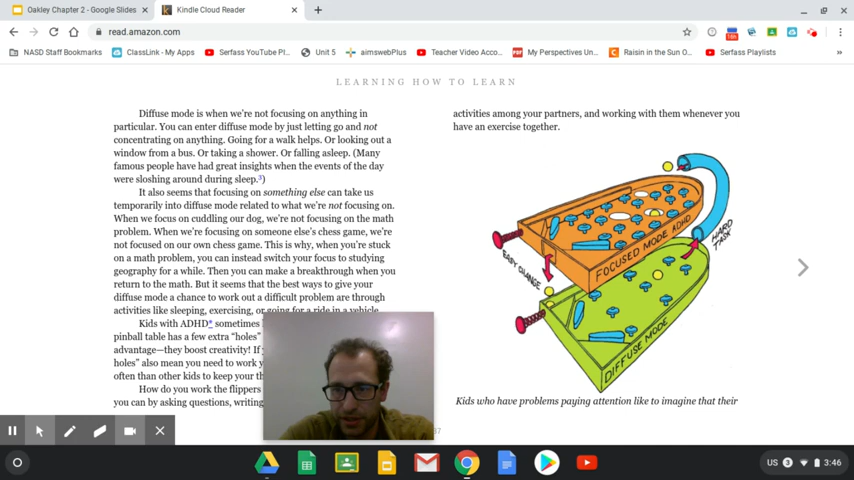 Oakley Chapter 2 - Google Slides
Kindle Cloud Reader
read.amazon.com
NASD Staff Bookmarks
ClassLink - My Apps
Serfass YouTube Pl...
Unit 5
aimswebPlus
Teacher Video Acco...
My Perspectives Un...
Raisin in the Sun O...
Serfass Playlists
LEARNING HOW TO LEARN
Diffuse mode is when we're not focusing on anything in
particular. You can enter diffuse mode by just letting go and not
concentrating on anything. Going for a walk helps. Or looking out a
window from a bus. Or taking a shower. Or falling asleep. (Many
famous people have had great insights when the events of the day
were sloshing around during sleep.3)
It also seems that focusing on something else can take us
temporarily into diffuse mode related to what we're not focusing on.
When we focus on cuddling our dog, we're not focusing on the math
problem. When we're focusing on someone else's chess game, we're
not focused on our own chess game. This is why, when you're stuck
on a math problem, you can instead switch your focus to studying
geography for a while. Then you can make a breakthrough when you
return to the math. But it seems that the best ways to give your
diffuse mode a chance to work out a difficult problem are through
activities like sleeping, exercising, or going for a ride in a vehicle.
Kids with ADHD* sometimes
pinball table has a few extra "holes"
advantage—they boost creativity! If
holes" also mean you need to work
often than other kids to keep your
How do you work the flippers
you can by asking questions, writing
activities among your partners, and working with them whenever you
have an exercise together.
EASY CHANGE
FOCUSED MODE ADHD
HARD
TASK
DIFFUSE MODE
Kids who have problems paying attention like to imagine that their
US
3
3:46